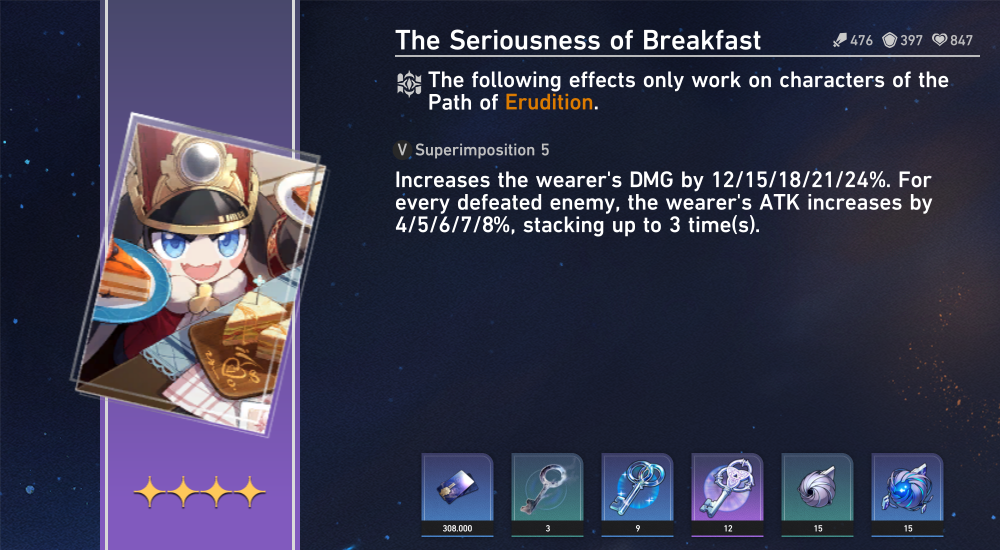 The Seriousness of Breakfast
476 397 847
The following effects only work on characters of the
Path of Erudition.
V Superimposition 5
Increases the wearer's DMG by 12/15/18/21/24%. For
every defeated enemy, the wearer's ATK increases by
4/5/6/7/8%, stacking up to 3 time(s).
308.000 3 9 12 15 15